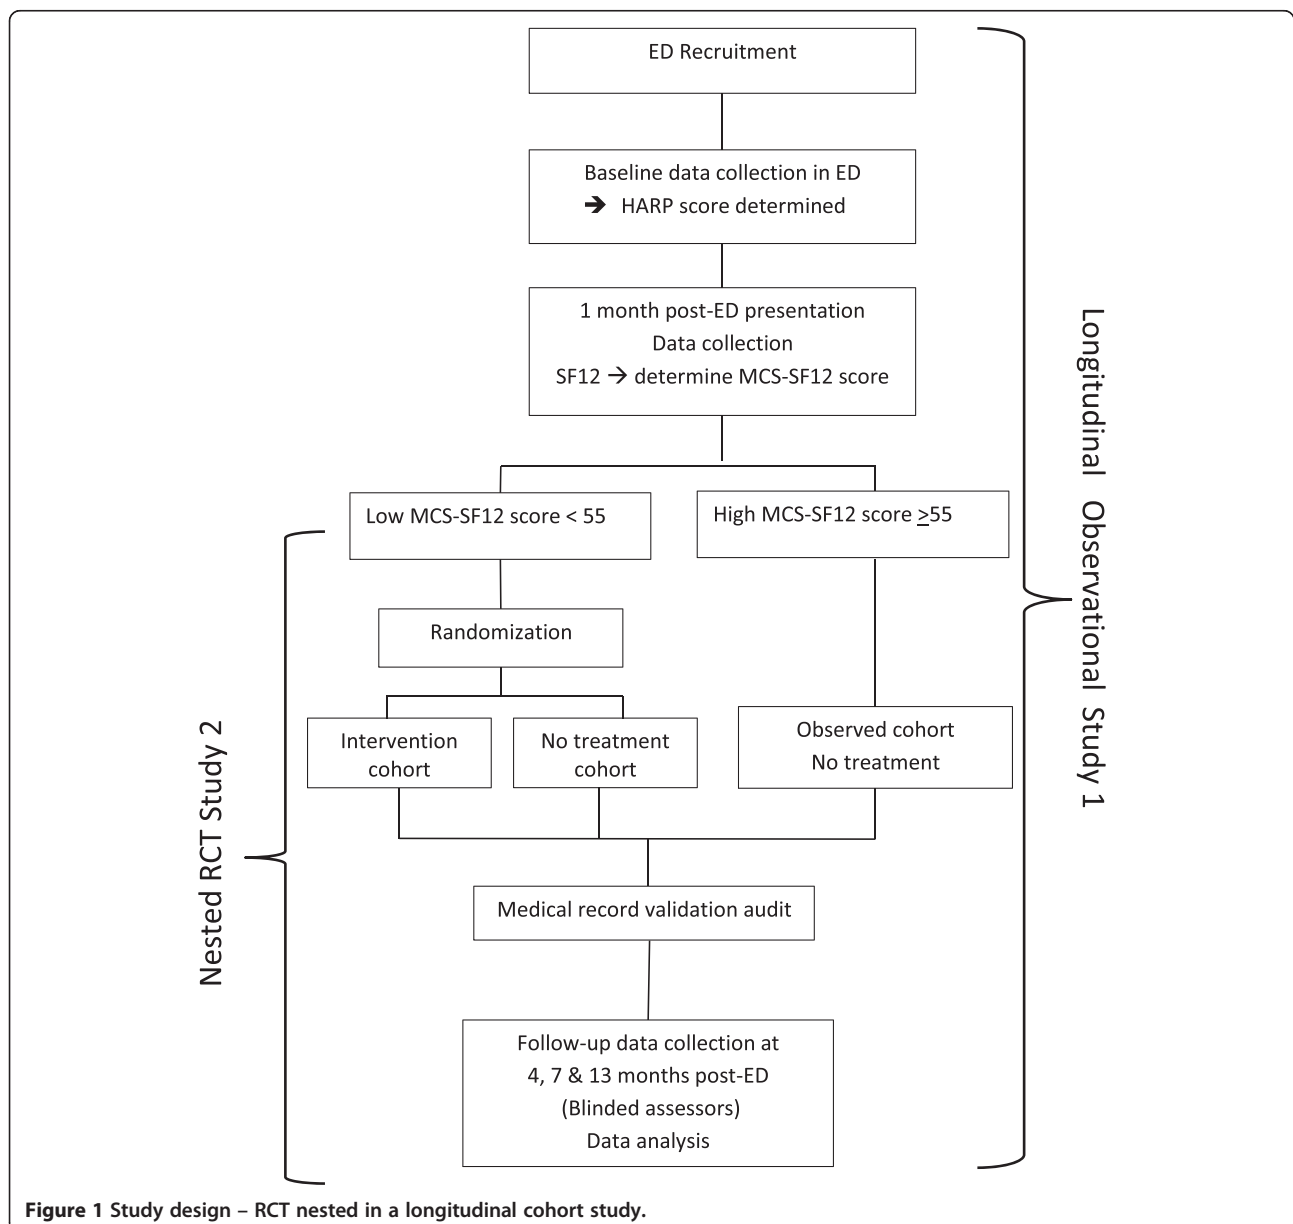 ED Recruitment
Baseline data collection in ED
➔ HARP score determined
1 month post-ED presentation
Data collection
SF12 → determine MCS-SF12 score
Low MCS-SF12 score < 55
High MCS-SF12 score ≥55
Randomization
Intervention
cohort
No treatment
cohort
Observed cohort
No treatment
Medical record validation audit
Follow-up data collection at
4, 7 & 13 months post-ED
(Blinded assessors)
Data analysis
Nested RCT Study 2
Longitudinal Observational Study 1
Figure 1 Study design – RCT nested in a longitudinal cohort study.